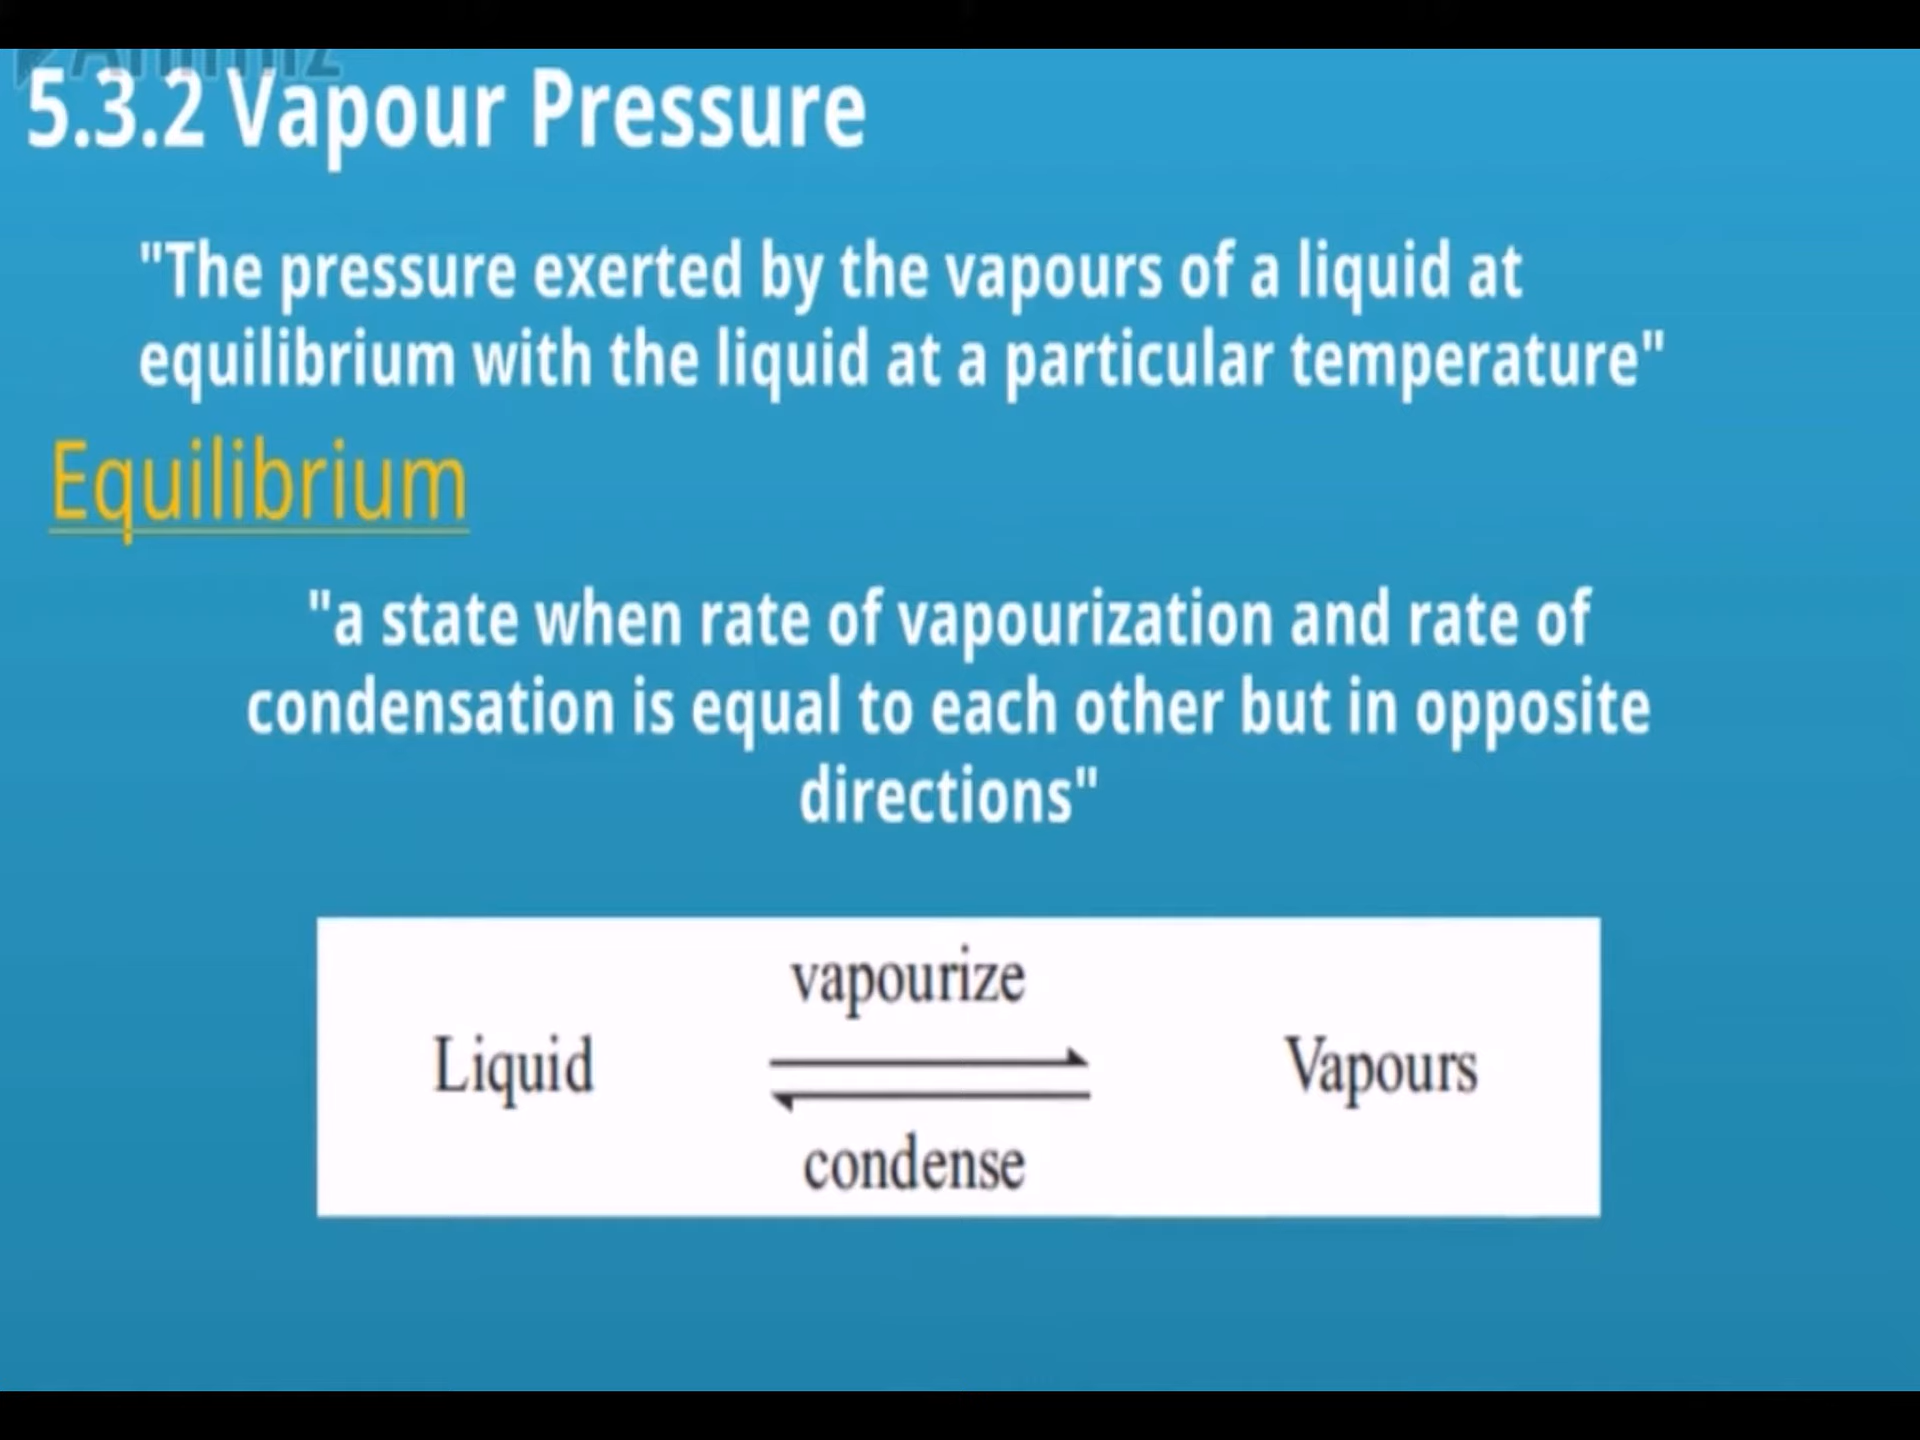 5.3.2 Vapour Pressure
"The pressure exerted by the vapours of a liquid at
equilibrium with the liquid at a particular temperature"
Equilibrium
"a state when rate of vapourization and rate of
condensation is equal to each other but in opposite
directions"
vapourize
Liquid Vapours
condense